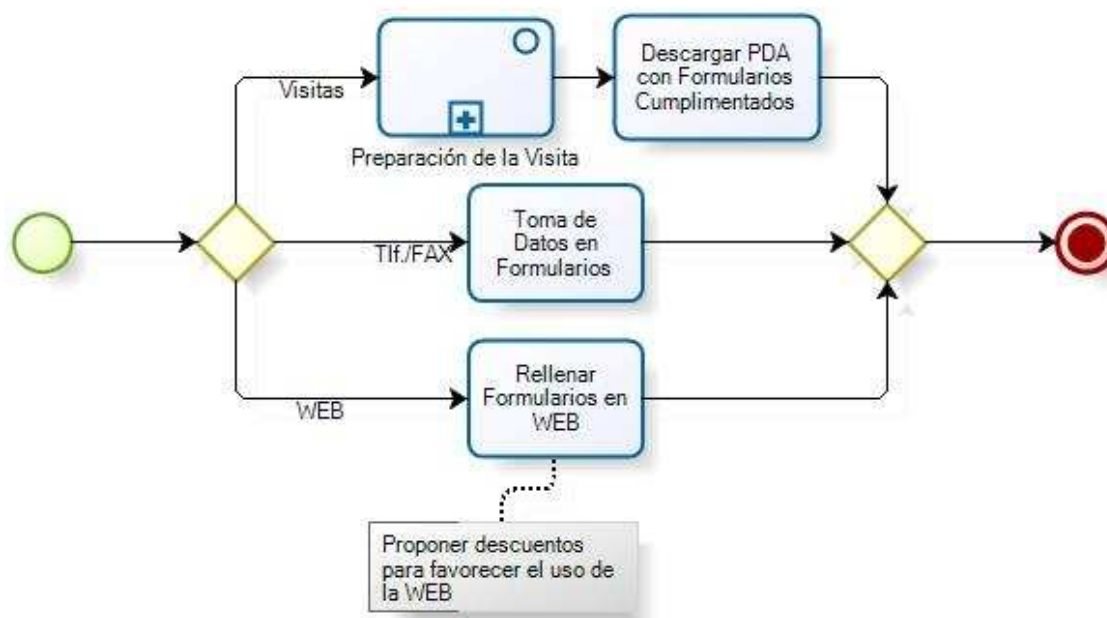 Visitas
Preparación de la Visita
Descargar PDA
con Formularios
Cumplimentados
Tlf./FAX
Toma de
Datos en
Formularios
WEB
Rellenar
Formularios en
WEB
Proponer descuentos
para favorecer el uso de
la WEB